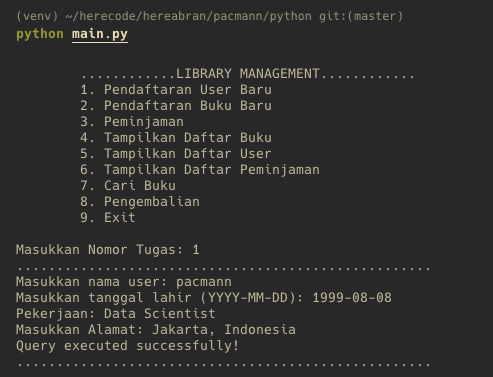 (venv) ~/herecode/hereabran/pacmann/python git:(master)
python main.py
............LIBRARY MANAGEMENT............
1. Pendaftaran User Baru
2. Pendaftaran Buku Baru
3. Peminjaman
4. Tampilkan Daftar Buku
5. Tampilkan Daftar User
6. Tampilkan Daftar Peminjaman
7. Cari Buku
8. Pengembalian
9. Exit
Masukkan Nomor Tugas: 1
....................................................
Masukkan nama user: pacmann
Masukkan tanggal lahir (YYYY-MM-DD): 1999-08-08
Pekerjaan: Data Scientist
Masukkan Alamat: Jakarta, Indonesia
Query executed successfully!
....................................................